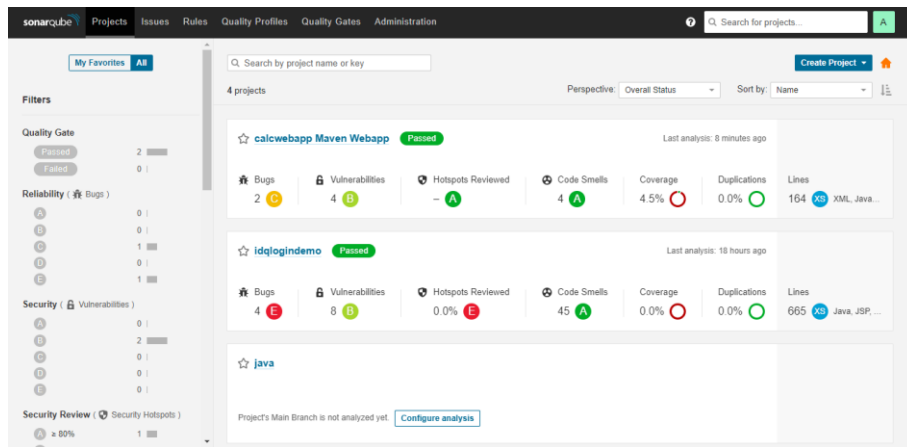 sonarqube Projects Issues Rules Quality Profiles Quality Gates Administration ? Search for projects... A
My Favorites All
Filters
Quality Gate
Passed 2
Failed 0
Reliability ( Bugs )
A 0
B 0
C 1
D 0
E 1
Security ( Vulnerabilities )
A 0
B 2
C 0
D 0
E 0
Security Review ( Security Hotspots )
A ≥ 80% 1
Search by project name or key Create Project
4 projects Perspective: Overall Status Sort by: Name
calcwebapp Maven Webapp Passed Last analysis: 8 minutes ago
Bugs Vulnerabilities Hotspots Reviewed Code Smells Coverage Duplications Lines
2 C 4 B – A 4 A 4.5% 0.0% 164 XS XML, Java...
idqlogindemo Passed Last analysis: 18 hours ago
Bugs Vulnerabilities Hotspots Reviewed Code Smells Coverage Duplications Lines
4 E 8 B 0.0% E 45 A 0.0% 0.0% 665 XS Java, JSP, ...
java
Project's Main Branch is not analyzed yet. Configure analysis